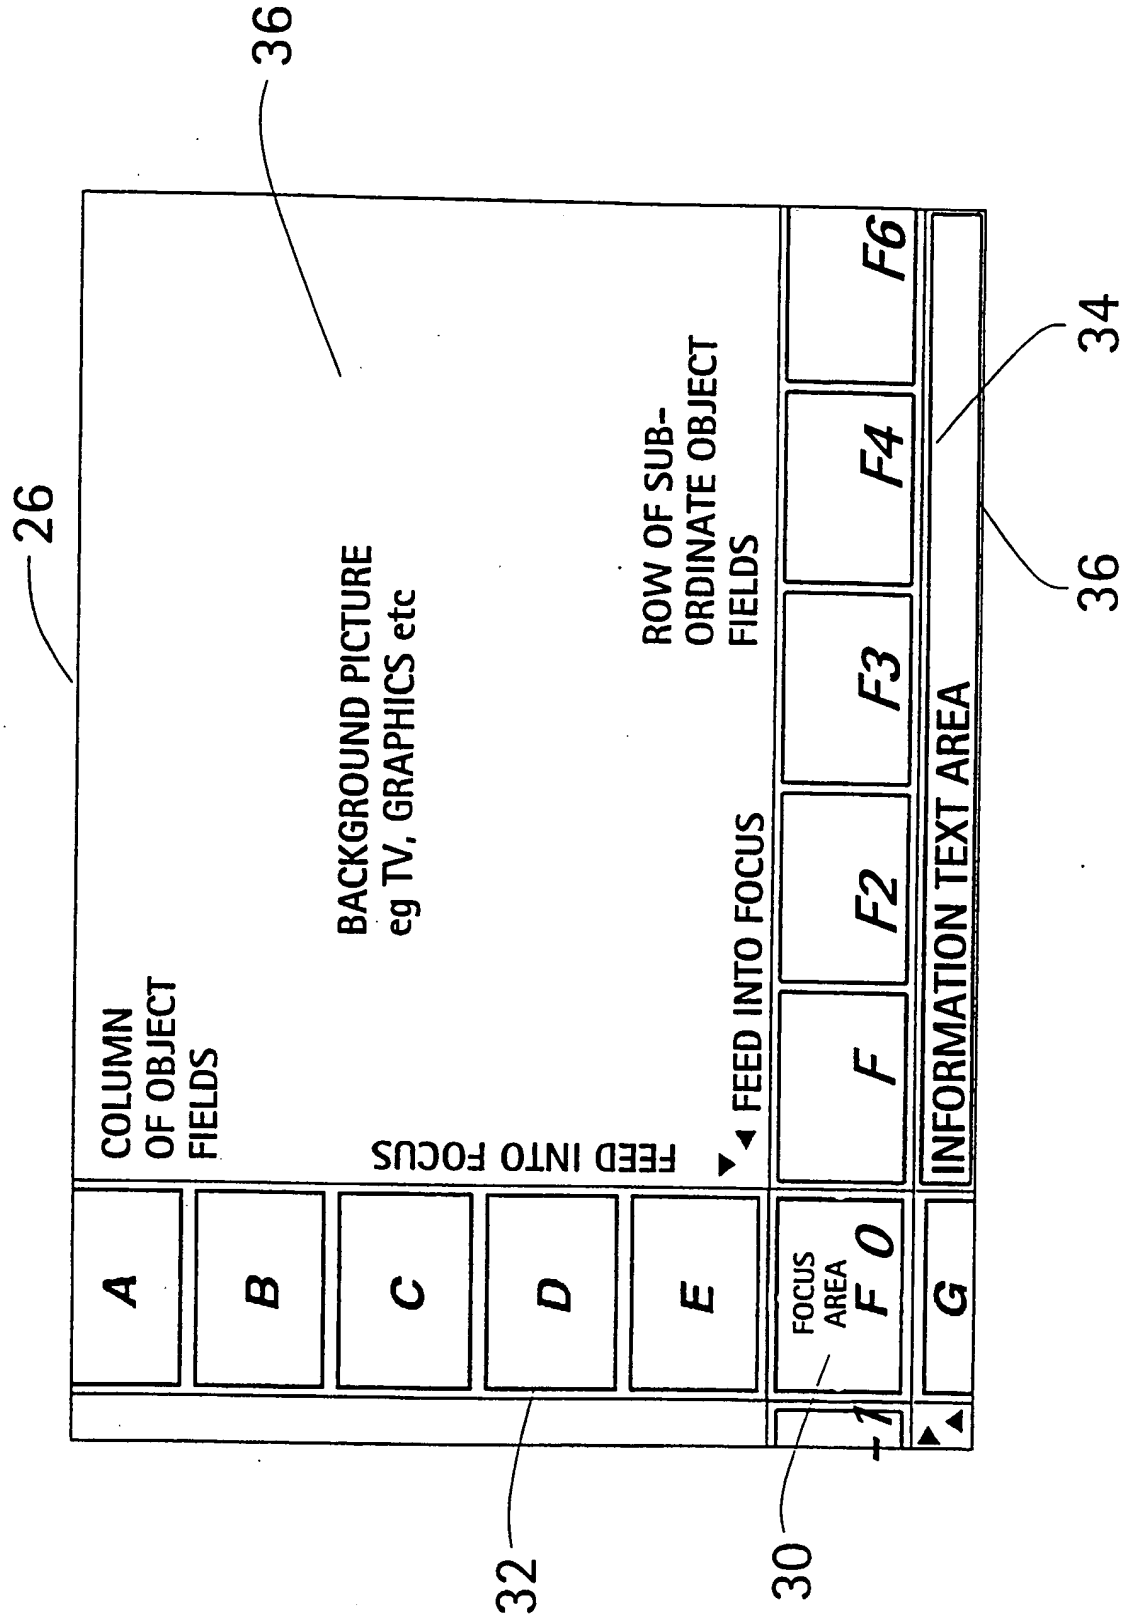 26
36
COLUMN
OF OBJECT
FIELDS
BACKGROUND PICTURE
eg TV, GRAPHICS etc
FEED INTO FOCUS
ROW OF SUB-
ORDINATE OBJECT
FIELDS
FEED INTO FOCUS
A
B
C
D
E
32
30
FOCUS
AREA
-1
F 0
F
F2
F3
F4
F6
G
INFORMATION TEXT AREA
36
34